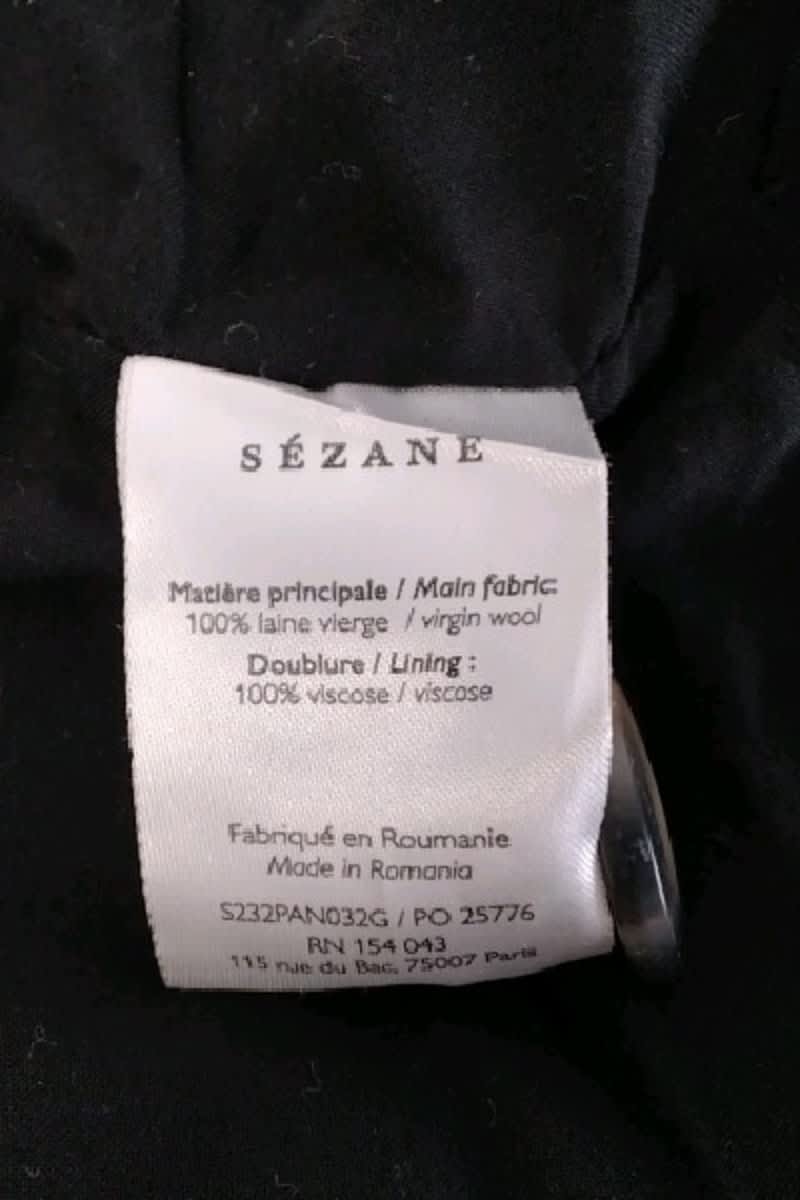 SÉZANE
Matière principale / Main fabric:
100% laine vierge / virgin wool
Doublure / Lining :
100% viscose / viscose
Fabriqué en Roumanie
Made in Romania
S232PAN032G / PO 25776
RN 154 043
115 rue du Bac, 75007 Paris